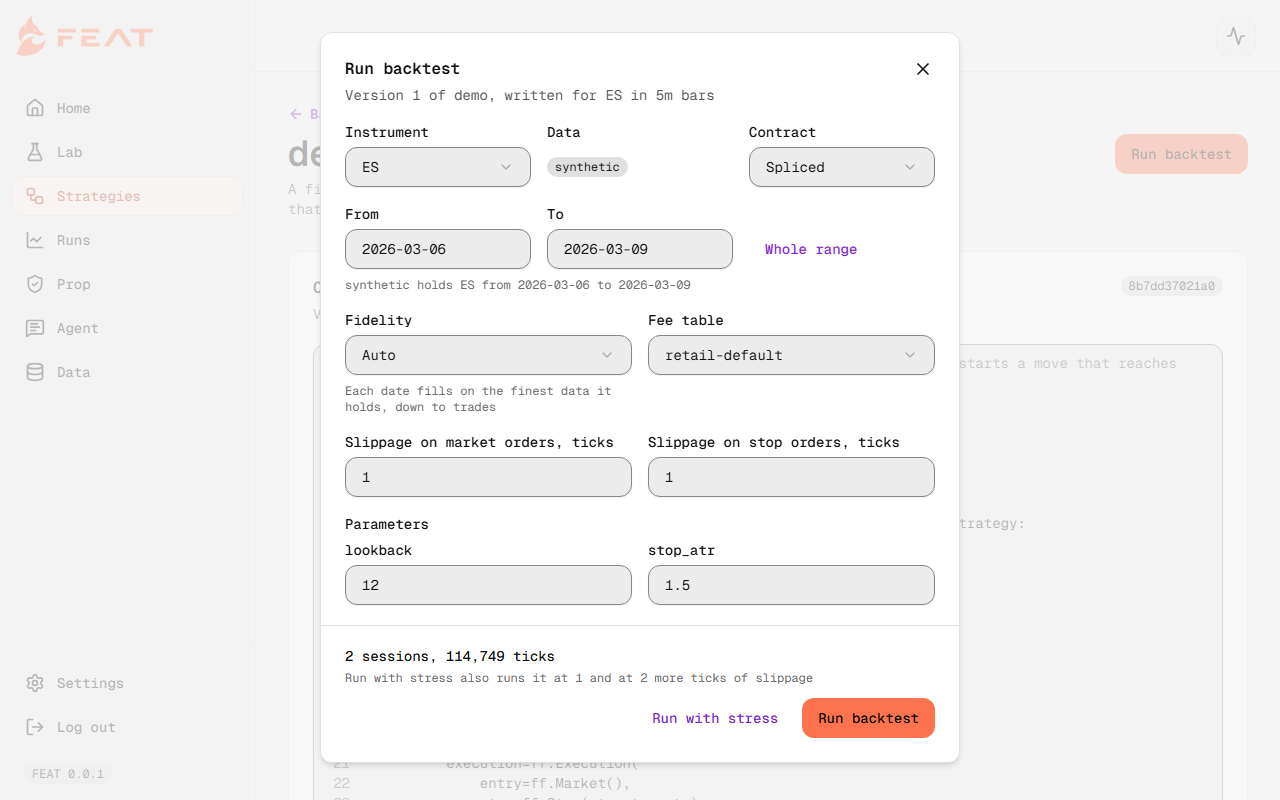 FEAT
Home
Lab
Strategies
Runs
Prop
Agent
Data
Settings
Log out
FEAT 0.0.1
Run backtest
8b7dd37021a0
starts a move that reaches
Run backtest
Version 1 of demo, written for ES in 5m bars
Instrument
Data
Contract
ES
synthetic
Spliced
From
To
2026-03-06
2026-03-09
Whole range
synthetic holds ES from 2026-03-06 to 2026-03-09
Fidelity
Fee table
Auto
retail-default
Each date fills on the finest data it
holds, down to trades
Slippage on market orders, ticks
Slippage on stop orders, ticks
1
1
Parameters
lookback
stop_atr
12
1.5
2 sessions, 114,749 ticks
Run with stress also runs it at 1 and at 2 more ticks of slippage
Run with stress
Run backtest
trategy:
execution=ff.Execution(
22 entry=ff.Market(),